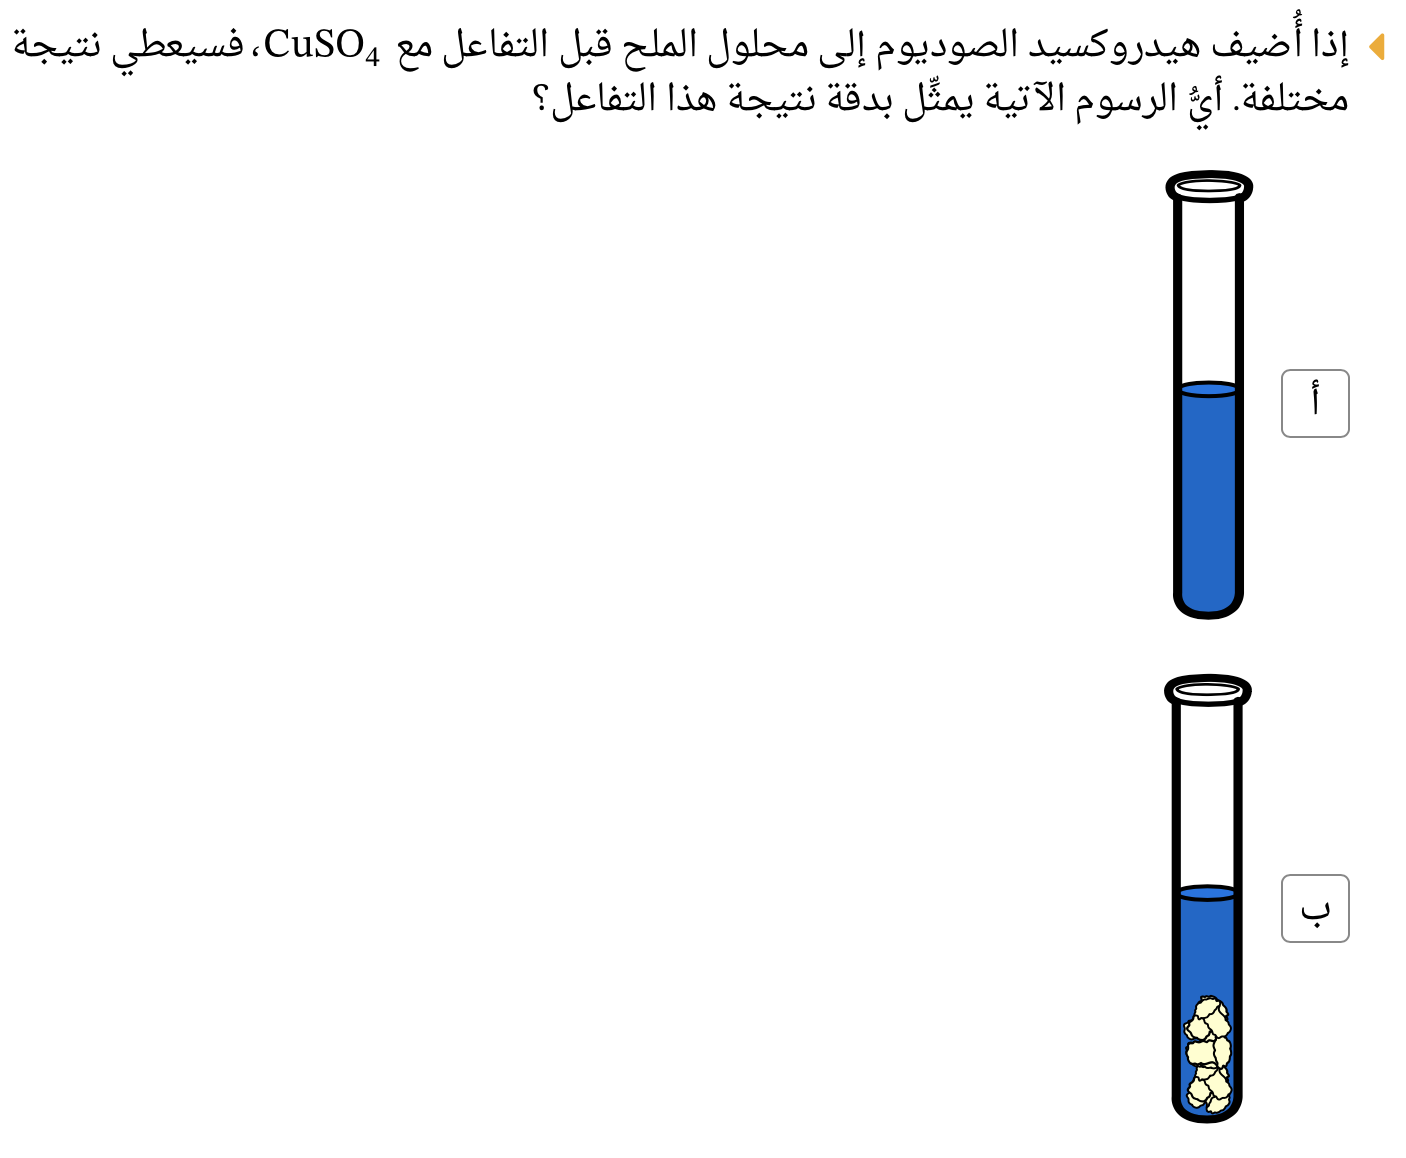 إذا أُضيف هيدروكسيد الصوديوم إلى محلول الملح قبل التفاعل مع CuSO₄، فسيعطي نتيجة
مختلفة. أيُّ الرسوم الآتية يمثِّل بدقة نتيجة هذا التفاعل؟
أ
ب